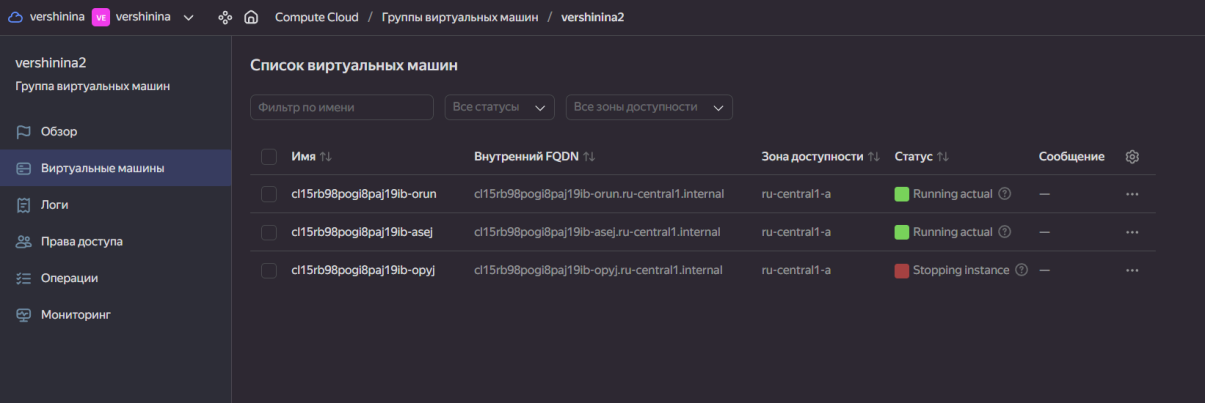 vershinina VE vershinina Compute Cloud / Группы виртуальных машин / vershinina2
vershinina2
Группа виртуальных машин
Обзор
Виртуальные машины
Логи
Права доступа
Операции
Мониторинг
Список виртуальных машин
Фильтр по имени Все статусы Все зоны доступности
Имя Внутренний FQDN Зона доступности Статус Сообщение
cl15rb98pogi8paj19ib-orun cl15rb98pogi8paj19ib-orun.ru-central1.internal ru-central1-a Running actual —
cl15rb98pogi8paj19ib-asej cl15rb98pogi8paj19ib-asej.ru-central1.internal ru-central1-a Running actual —
cl15rb98pogi8paj19ib-opyj cl15rb98pogi8paj19ib-opyj.ru-central1.internal ru-central1-a Stopping instance —